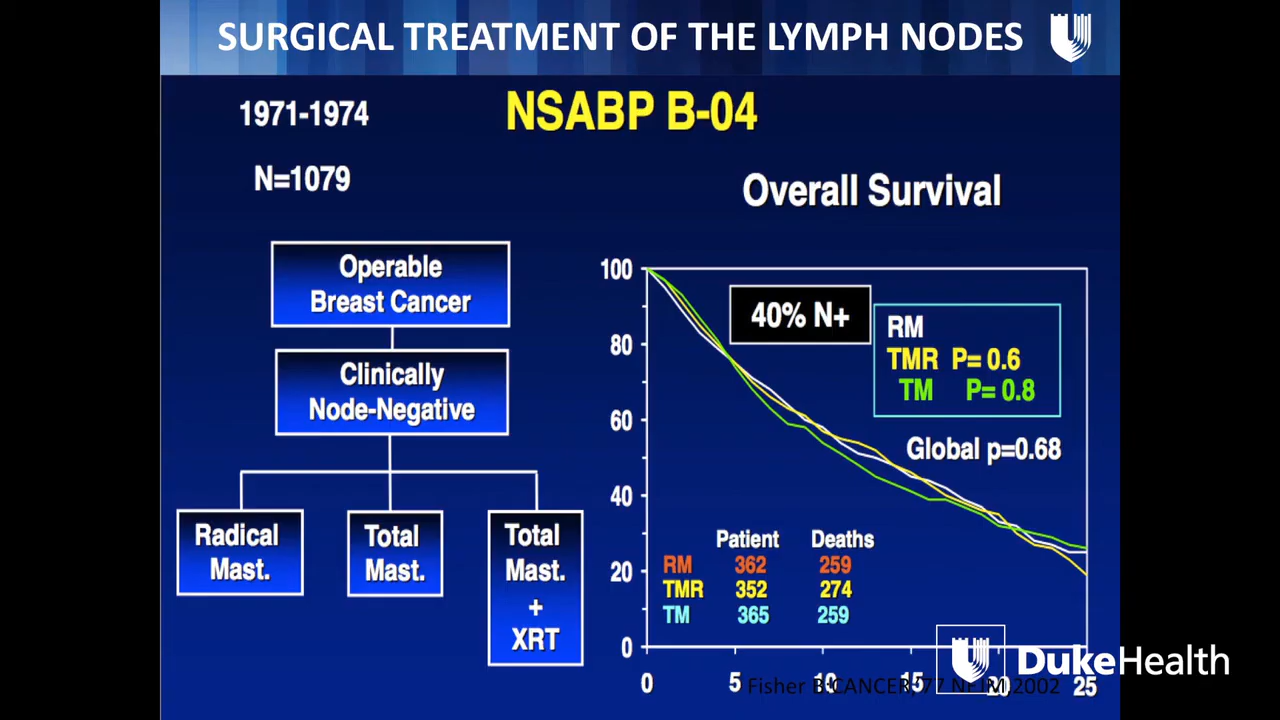 SURGICAL TREATMENT OF THE LYMPH NODES
1971-1974
NSABP B-04
N=1079
Overall Survival
Operable
Breast Cancer
Clinically
Node-Negative
Radical
Mast.
Total
Mast.
Total
Mast.
+
XRT
100
80
60
40
20
0
40% N+
RM
TMR P= 0.6
TM P= 0.8
Global p=0.68
Patient Deaths
RM 362 259
TMR 352 274
TM 365 259
0 5 10 15 20 25
Fisher B CANCER, 77 NEJM 2002
DukeHealth